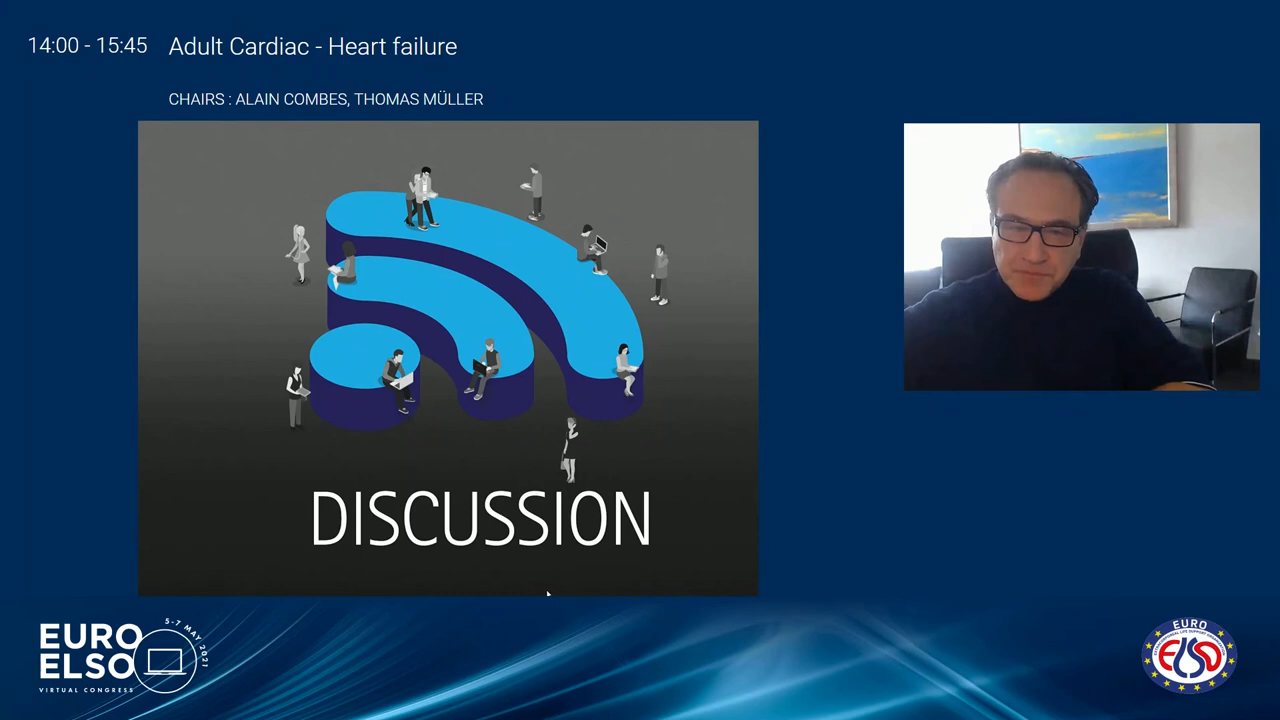 14:00 - 15:45 Adult Cardiac - Heart failure
CHAIRS : ALAIN COMBES, THOMAS MÜLLER
DISCUSSION
EURO
ELSO
VIRTUAL CONGRESS
5-7 MAY 2021
EURO
ELSO